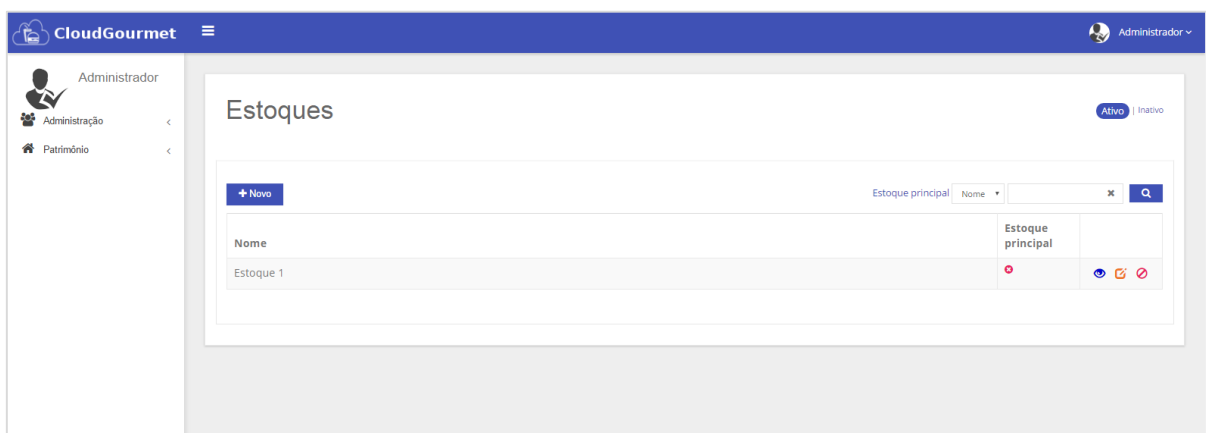 CloudGourmet
Administrador
Administrador
Administração
Patrimônio
Estoques
Ativo | Inativo
Novo
Estoque principal Nome
Nome
Estoque
principal
Estoque 1